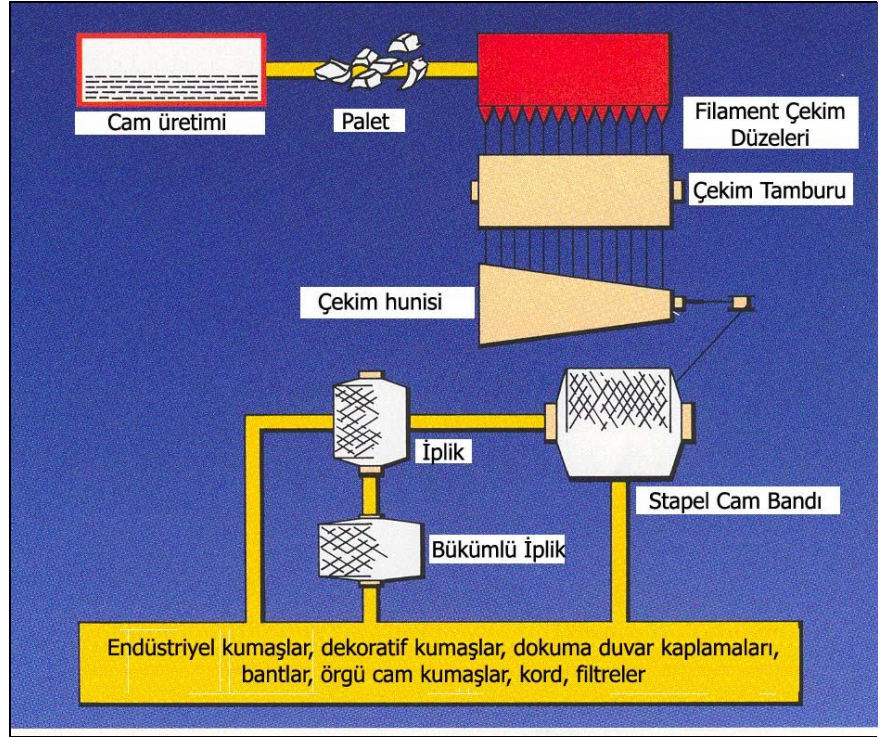 Cam üretimi
Palet
Filament Çekim
Düzeleri
Çekim Tamburu
Çekim hunisi
İplik
Stapel Cam Bandı
Bükümlü İplik
Endüstriyel kumaşlar, dekoratif kumaşlar, dokuma duvar kaplamaları,
bantlar, örgü cam kumaşlar, kord, filtreler